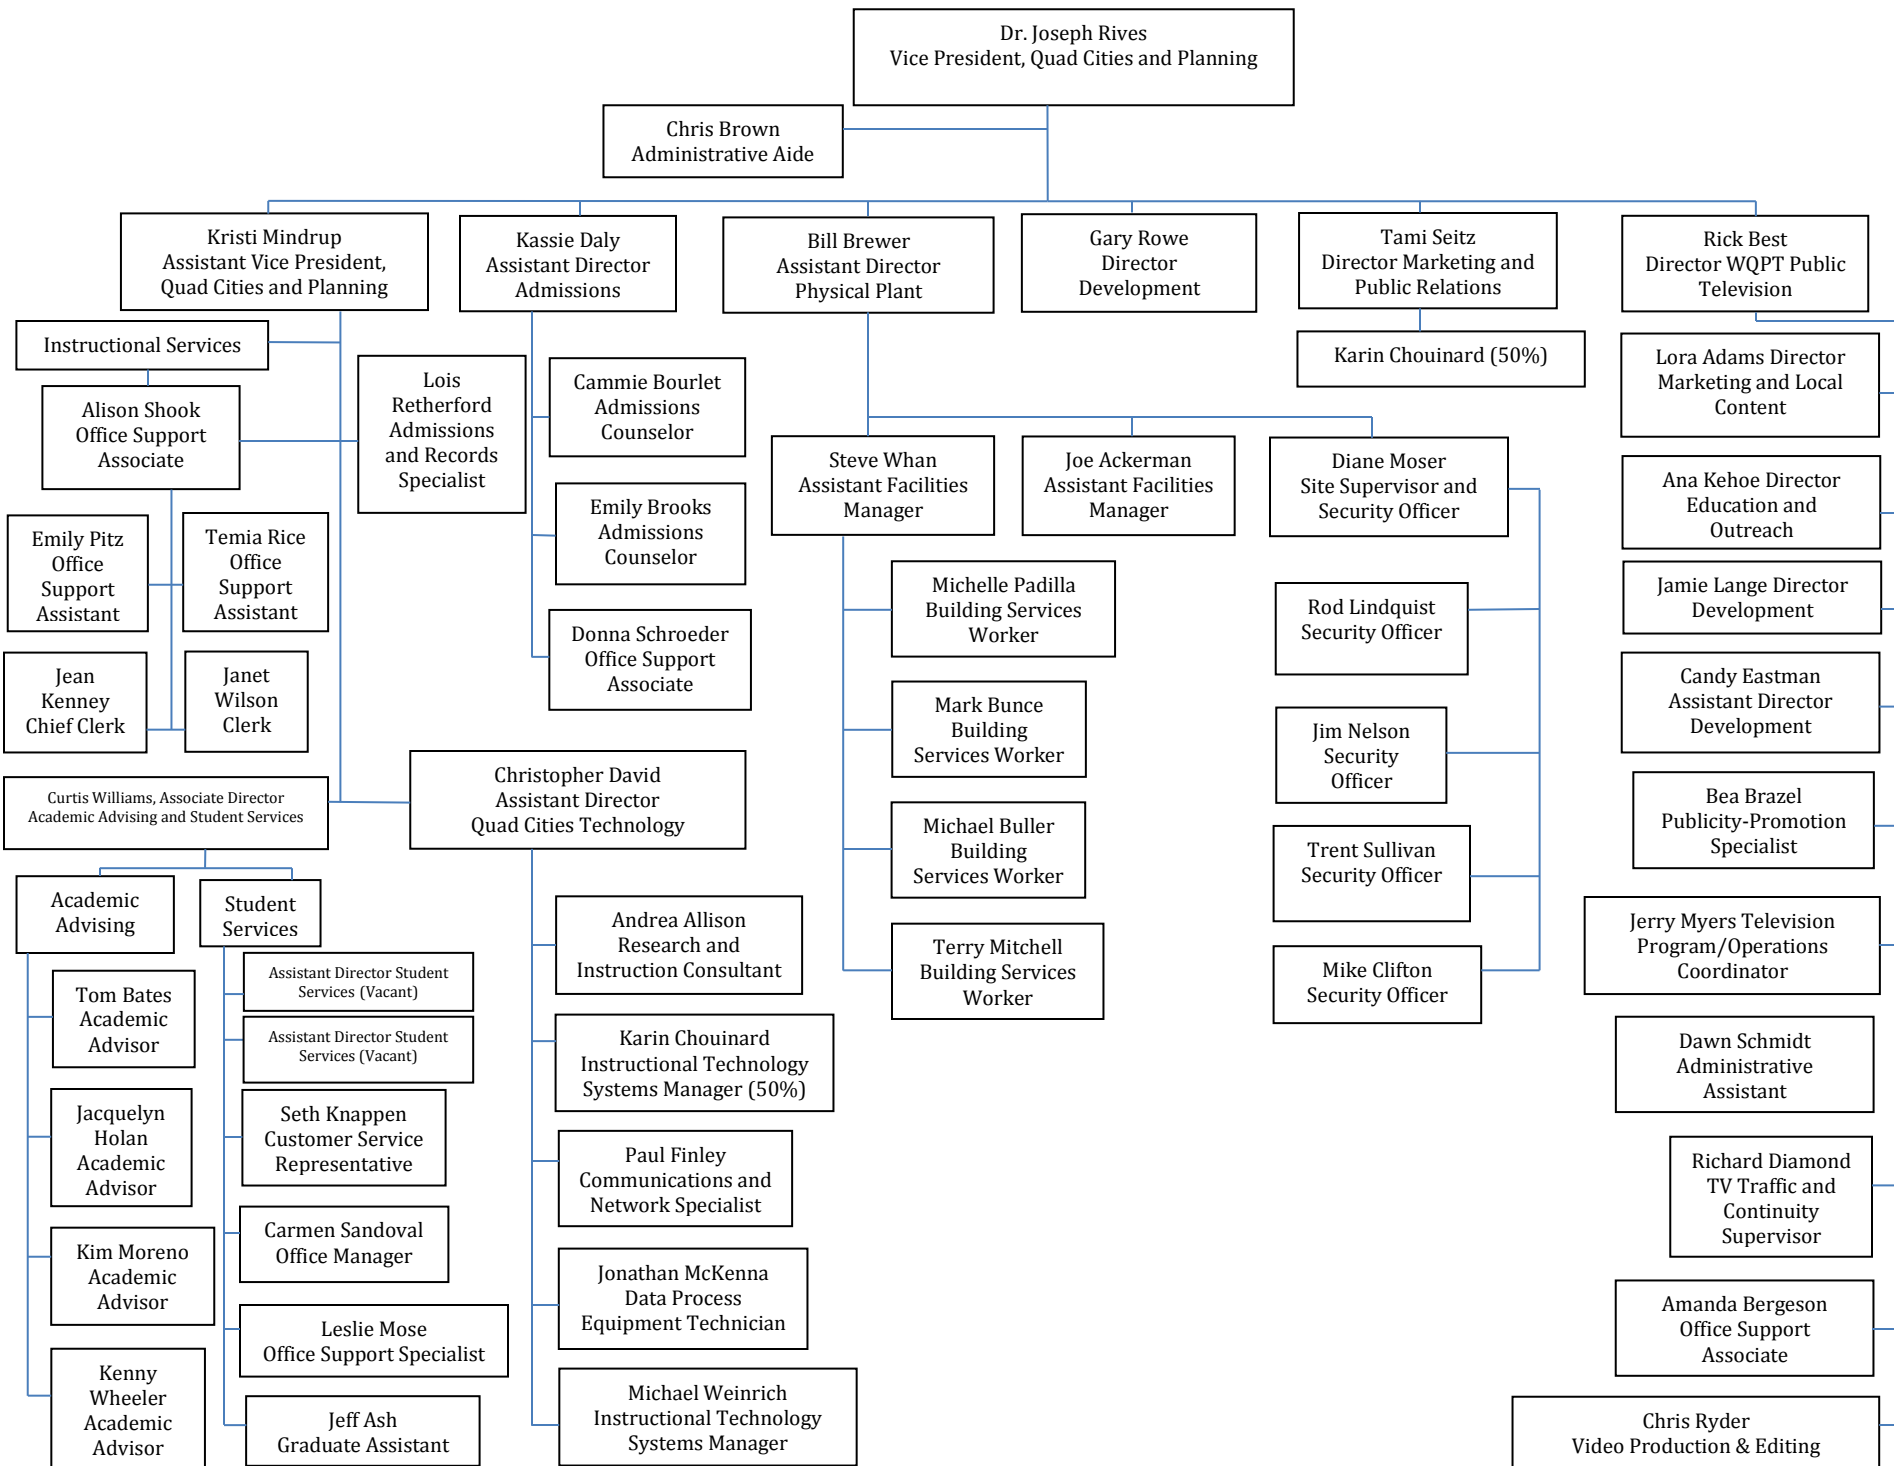 Dr. Joseph Rives
Vice President, Quad Cities and Planning
Chris Brown
Administrative Aide
Kristi Mindrup
Assistant Vice President,
Quad Cities and Planning
Kassie Daly
Assistant Director
Admissions
Bill Brewer
Assistant Director
Physical Plant
Gary Rowe
Director
Development
Tami Seitz
Director Marketing and
Public Relations
Rick Best
Director WQPT Public
Television
Instructional Services
Alison Shook
Office Support
Associate
Lois
Retherford
Admissions
and Records
Specialist
Emily Pitz
Office
Support
Assistant
Temia Rice
Office
Support
Assistant
Jean
Kenney
Chief Clerk
Janet
Wilson
Clerk
Curtis Williams, Associate Director
Academic Advising and Student Services
Academic
Advising
Student
Services
Tom Bates
Academic
Advisor
Jacquelyn
Holan
Academic
Advisor
Kim Moreno
Academic
Advisor
Kenny
Wheeler
Academic
Advisor
Assistant Director Student
Services (Vacant)
Assistant Director Student
Services (Vacant)
Seth Knappen
Customer Service
Representative
Carmen Sandoval
Office Manager
Leslie Mose
Office Support Specialist
Jeff Ash
Graduate Assistant
Cammie Bourlet
Admissions
Counselor
Emily Brooks
Admissions
Counselor
Donna Schroeder
Office Support
Associate
Christopher David
Assistant Director
Quad Cities Technology
Andrea Allison
Research and
Instruction Consultant
Karin Chouinard
Instructional Technology
Systems Manager (50%)
Paul Finley
Communications and
Network Specialist
Jonathan McKenna
Data Process
Equipment Technician
Michael Weinrich
Instructional Technology
Systems Manager
Steve Whan
Assistant Facilities
Manager
Joe Ackerman
Assistant Facilities
Manager
Diane Moser
Site Supervisor and
Security Officer
Michelle Padilla
Building Services
Worker
Mark Bunce
Building
Services Worker
Michael Buller
Building
Services Worker
Terry Mitchell
Building Services
Worker
Rod Lindquist
Security Officer
Jim Nelson
Security
Officer
Trent Sullivan
Security Officer
Mike Clifton
Security Officer
Karin Chouinard (50%)
Lora Adams Director
Marketing and Local
Content
Ana Kehoe Director
Education and
Outreach
Jamie Lange Director
Development
Candy Eastman
Assistant Director
Development
Bea Brazel
Publicity-Promotion
Specialist
Jerry Myers Television
Program/Operations
Coordinator
Dawn Schmidt
Administrative
Assistant
Richard Diamond
TV Traffic and
Continuity
Supervisor
Amanda Bergeson
Office Support
Associate
Chris Ryder
Video Production & Editing